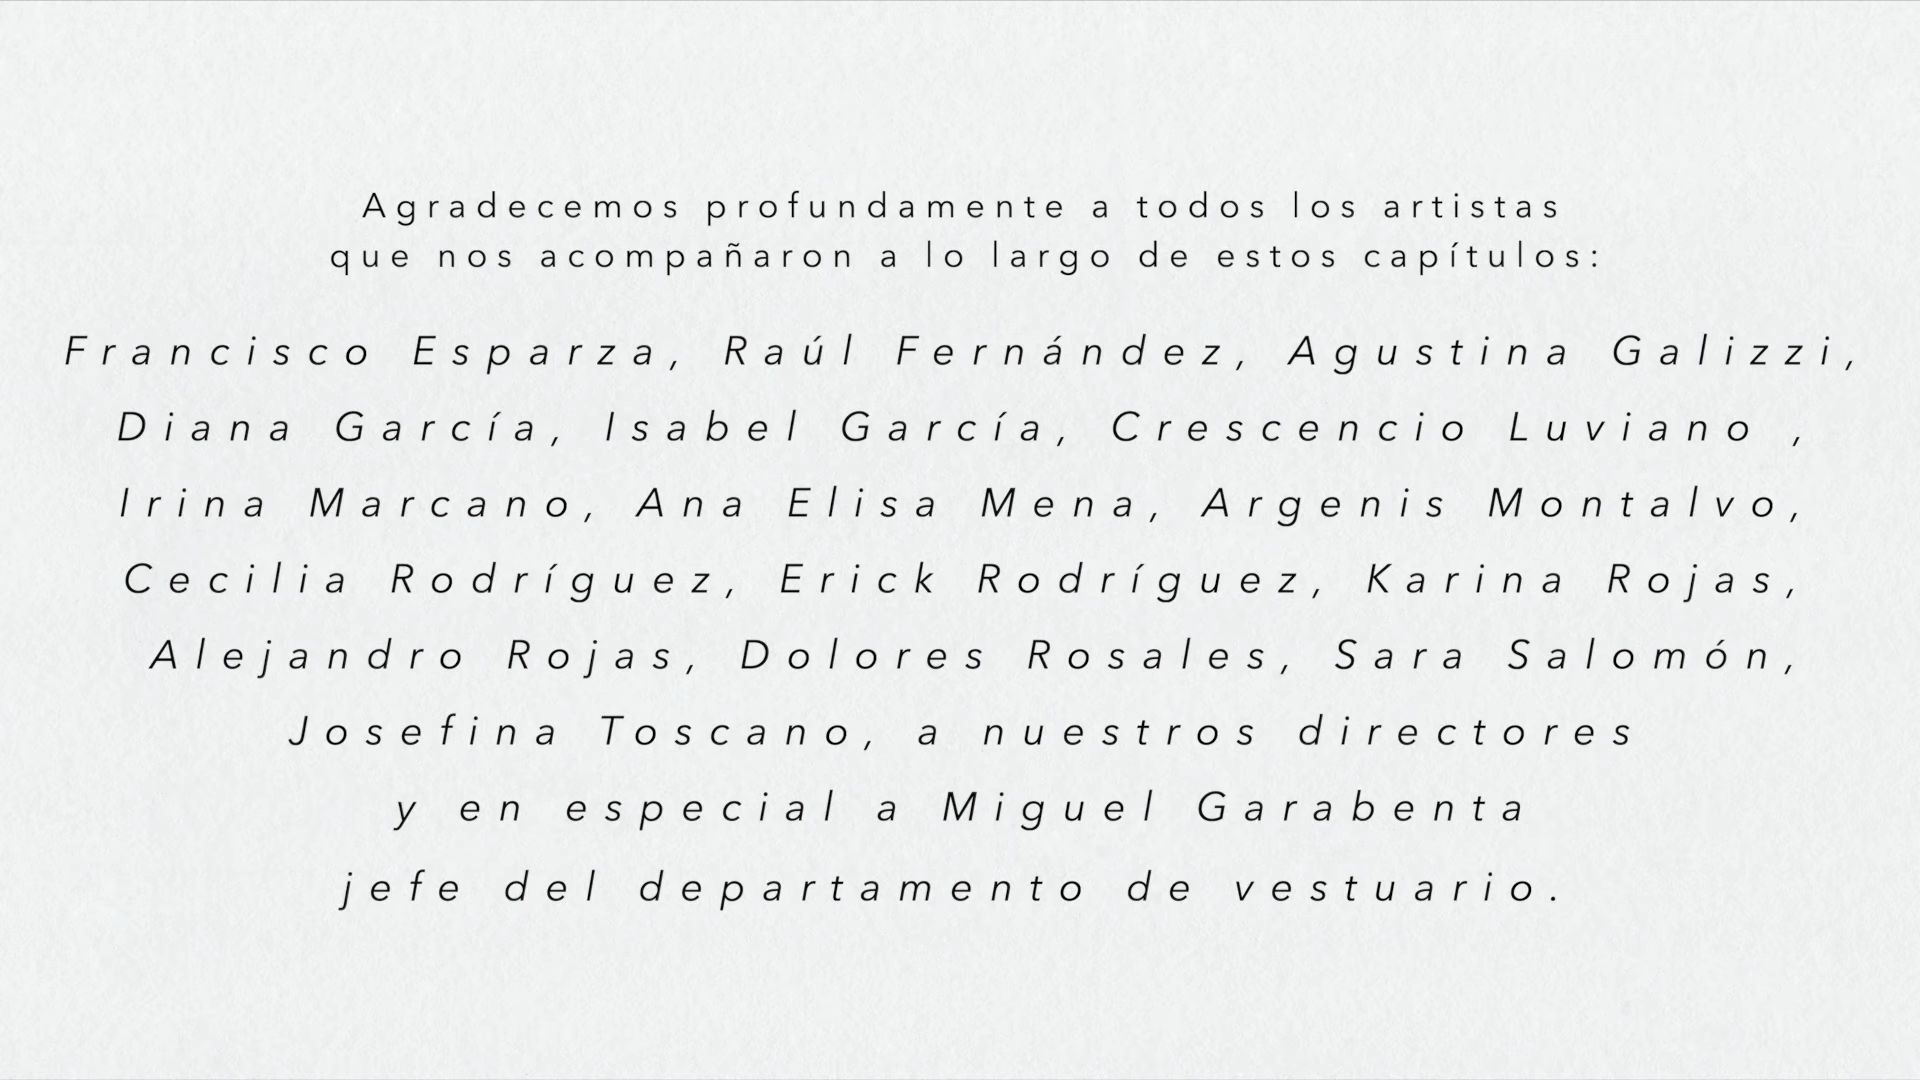 Agradecemos profundamente a todos los artistas
que nos acompañaron a lo largo de estos capítulos:
Francisco Esparza, Raúl Fernández, Agustina Galizzi,
Diana García, Isabel García, Crescencio Luviano ,
Irina Marcano, Ana Elisa Mena, Argenis Montalvo,
Cecilia Rodríguez, Erick Rodríguez, Karina Rojas,
Alejandro Rojas, Dolores Rosales, Sara Salomón,
Josefina Toscano, a nuestros directores
y en especial a Miguel Garabenta
jefe del departamento de vestuario.